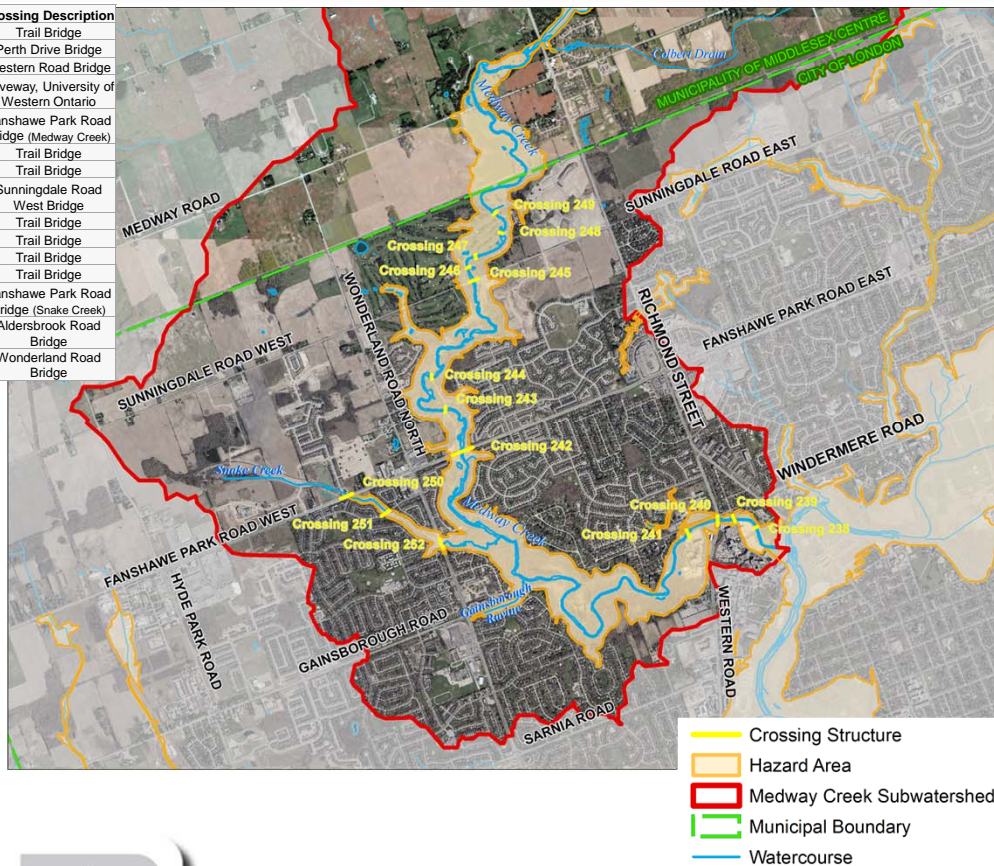 ossing Description
Trail Bridge
Perth Drive Bridge
estern Road Bridge
veway, University of
Western Ontario
anshawe Park Road
ridge (Medway Creek)
Trail Bridge
Trail Bridge
Sunningdale Road
West Bridge
Trail Bridge
Trail Bridge
Trail Bridge
Trail Bridge
anshawe Park Road
ridge (Snake Creek)
Aldersbrook Road
Bridge
Wonderland Road
Bridge
Colbert Drain
MUNICIPALITY OF MIDDLESEX CENTRE
CITY OF LONDON
Medway Creek
SUNNINGDALE ROAD EAST
MEDWAY ROAD
Crossing 249
Crossing 248
Crossing 247
Crossing 246
Crossing 245
WONDERLAND ROAD NORTH
RICHMOND STREET
FANSHAWE PARK ROAD EAST
SUNNINGDALE ROAD WEST
Crossing 244
Crossing 243
Crossing 242
WINDERMERE ROAD
Snake Creek
Crossing 250
Crossing 251
Crossing 252
Medway Creek
Crossing 240
Crossing 239
Crossing 241
Crossing 238
FANSHAWE PARK ROAD WEST
HYDE PARK ROAD
Gainsborough
Ravine
GAINSBOROUGH ROAD
WESTERN ROAD
SARNIA ROAD
Crossing Structure
Hazard Area
Medway Creek Subwatershed
Municipal Boundary
Watercourse